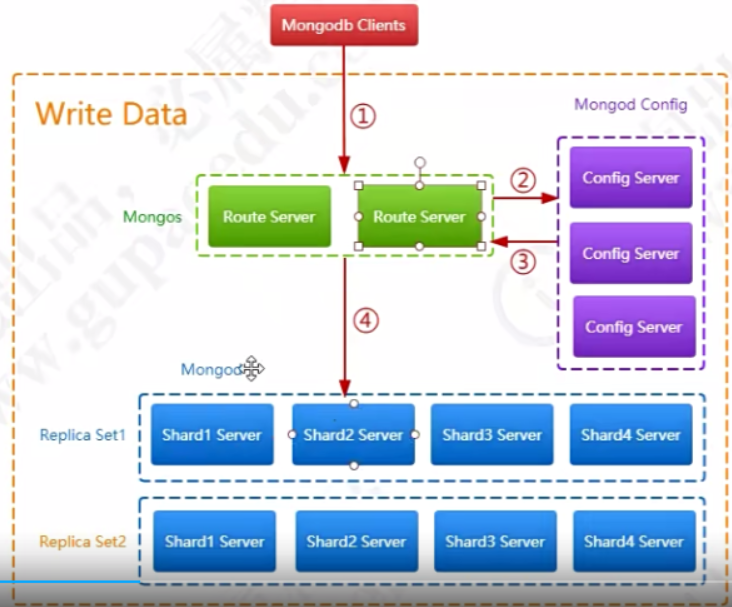 Mongodb Clients
Write Data
①
Mongod Config
Config Server
②
Mongos
Route Server
Route Server
Config Server
③
Config Server
④
Mongod
Replica Set1
Shard1 Server
Shard2 Server
Shard3 Server
Shard4 Server
Replica Set2
Shard1 Server
Shard2 Server
Shard3 Server
Shard4 Server